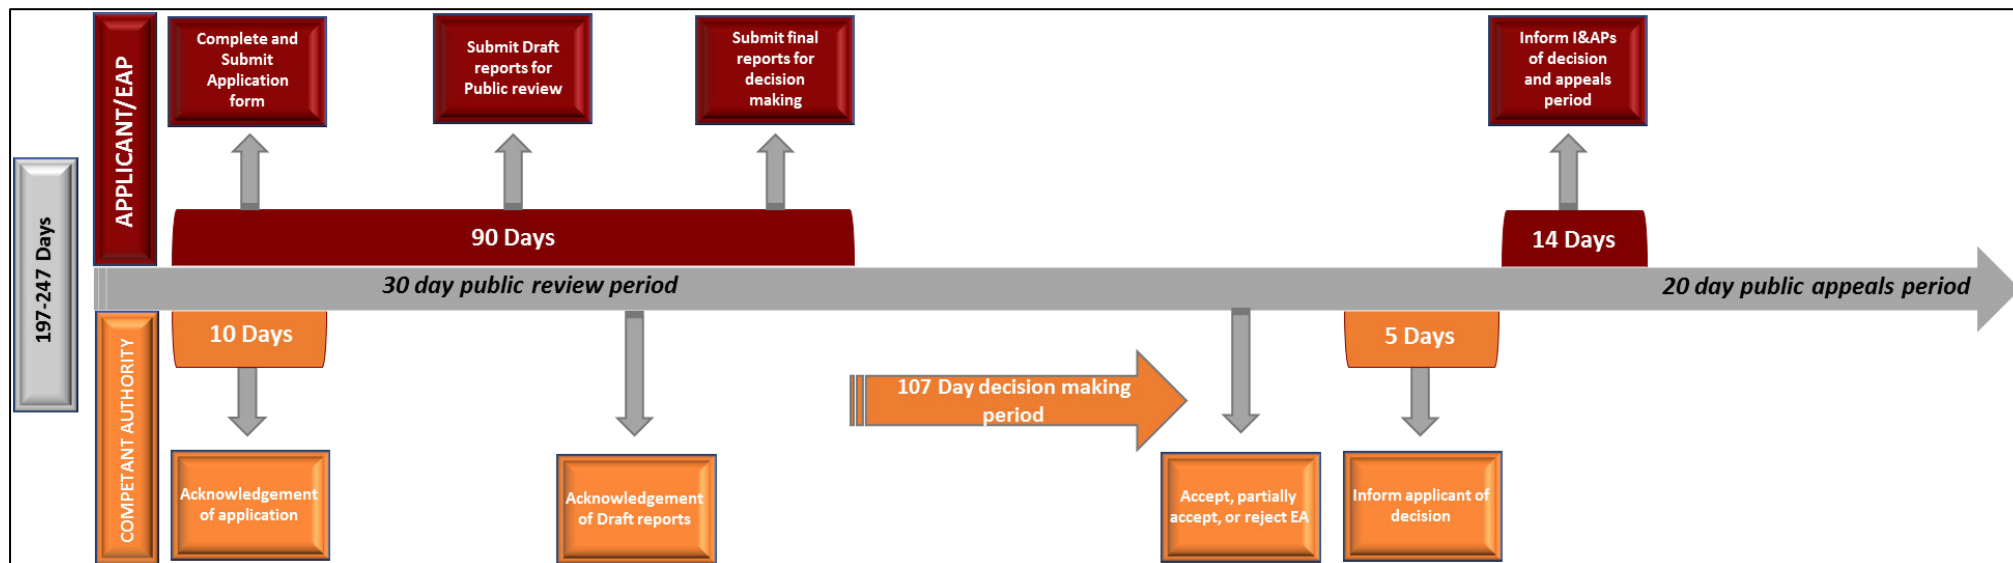 197-247 Days
APPLICANT/EAP
Complete and
Submit
Application
form
Submit Draft
reports for
Public review
Submit final
reports for
decision
making
Inform I&APs
of decision
and appeals
period
90 Days
14 Days
30 day public review period
20 day public appeals period
COMPETANT AUTHORITY
10 Days
5 Days
107 Day decision making
period
Acknowledgement
of application
Acknowledgement
of Draft reports
Accept, partially
accept, or reject EA
Inform applicant of
decision